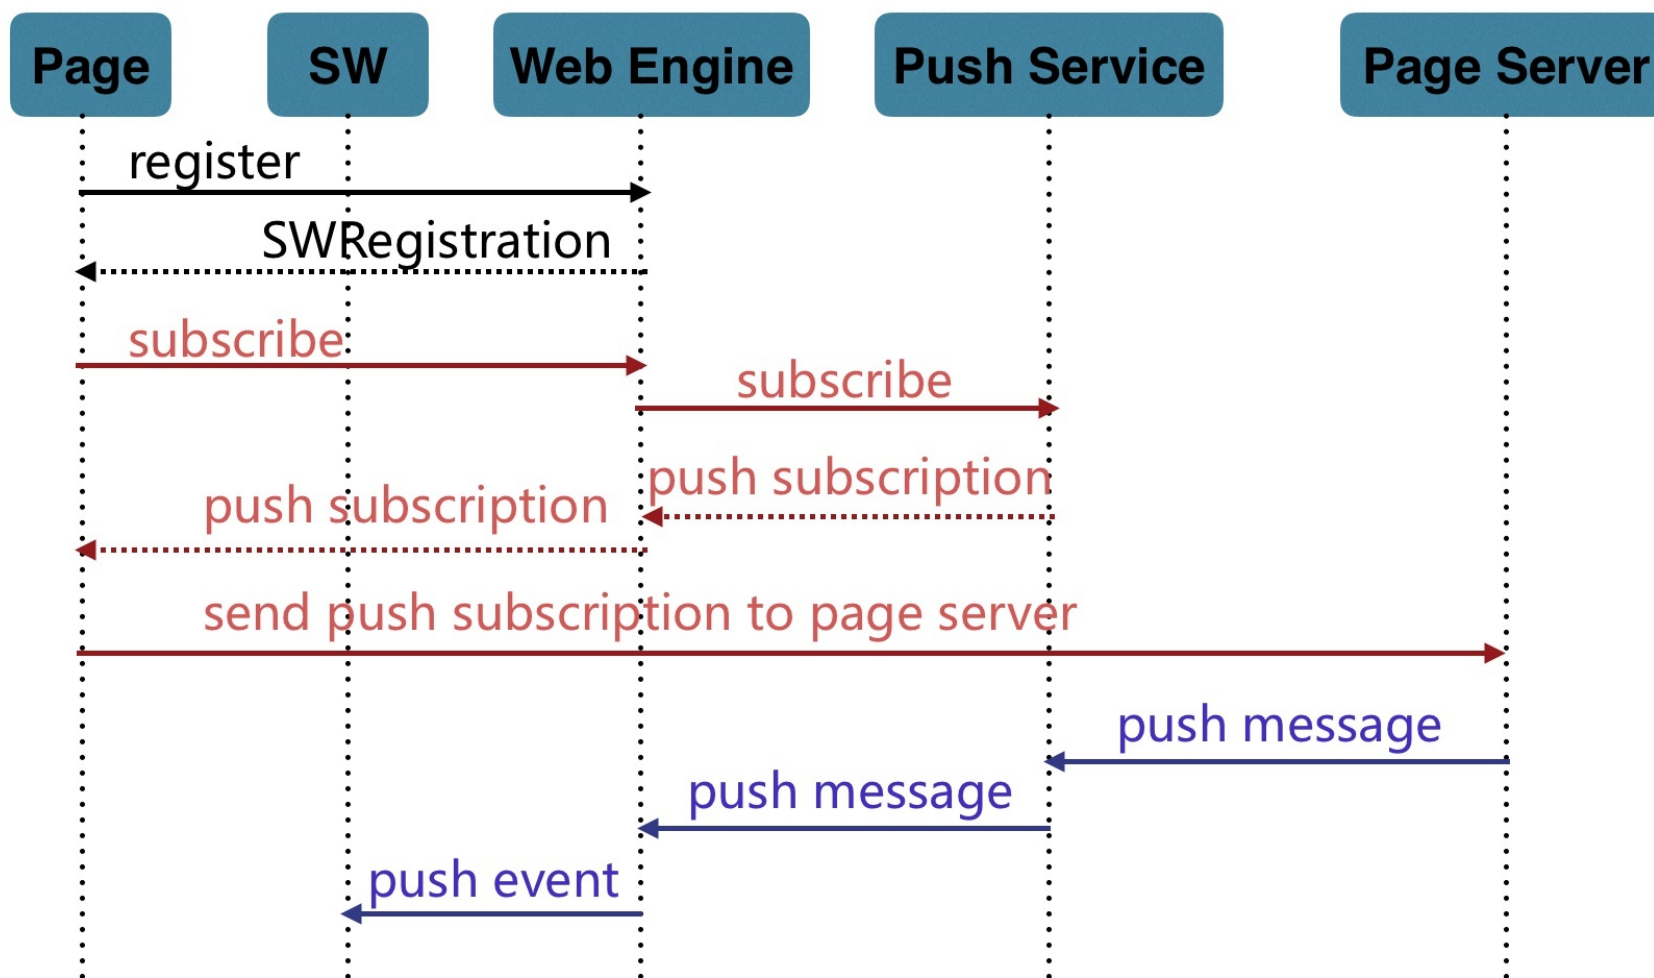 Page
SW
Web Engine
Push Service
Page Server
register
SWRegistration
subscribe
subscribe
push subscription
push subscription
send push subscription to page server
push message
push message
push event